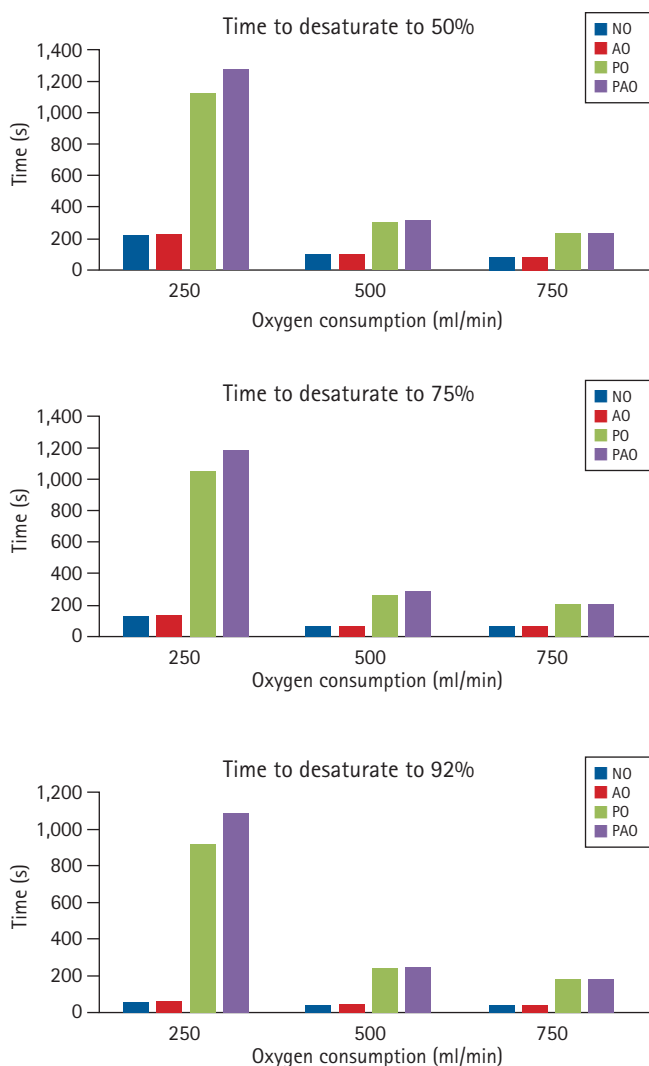 Time to desaturate to 50%
NO
AO
PO
PAO
1,400
1,200
1,000
800
600
400
200
0
Time (s)
250 500 750
Oxygen consumption (ml/min)
Time to desaturate to 75%
NO
AO
PO
PAO
1,400
1,200
1,000
800
600
400
200
0
Time (s)
250 500 750
Oxygen consumption (ml/min)
Time to desaturate to 92%
NO
AO
PO
PAO
1,200
1,000
800
600
400
200
0
Time (s)
250 500 750
Oxygen consumption (ml/min)